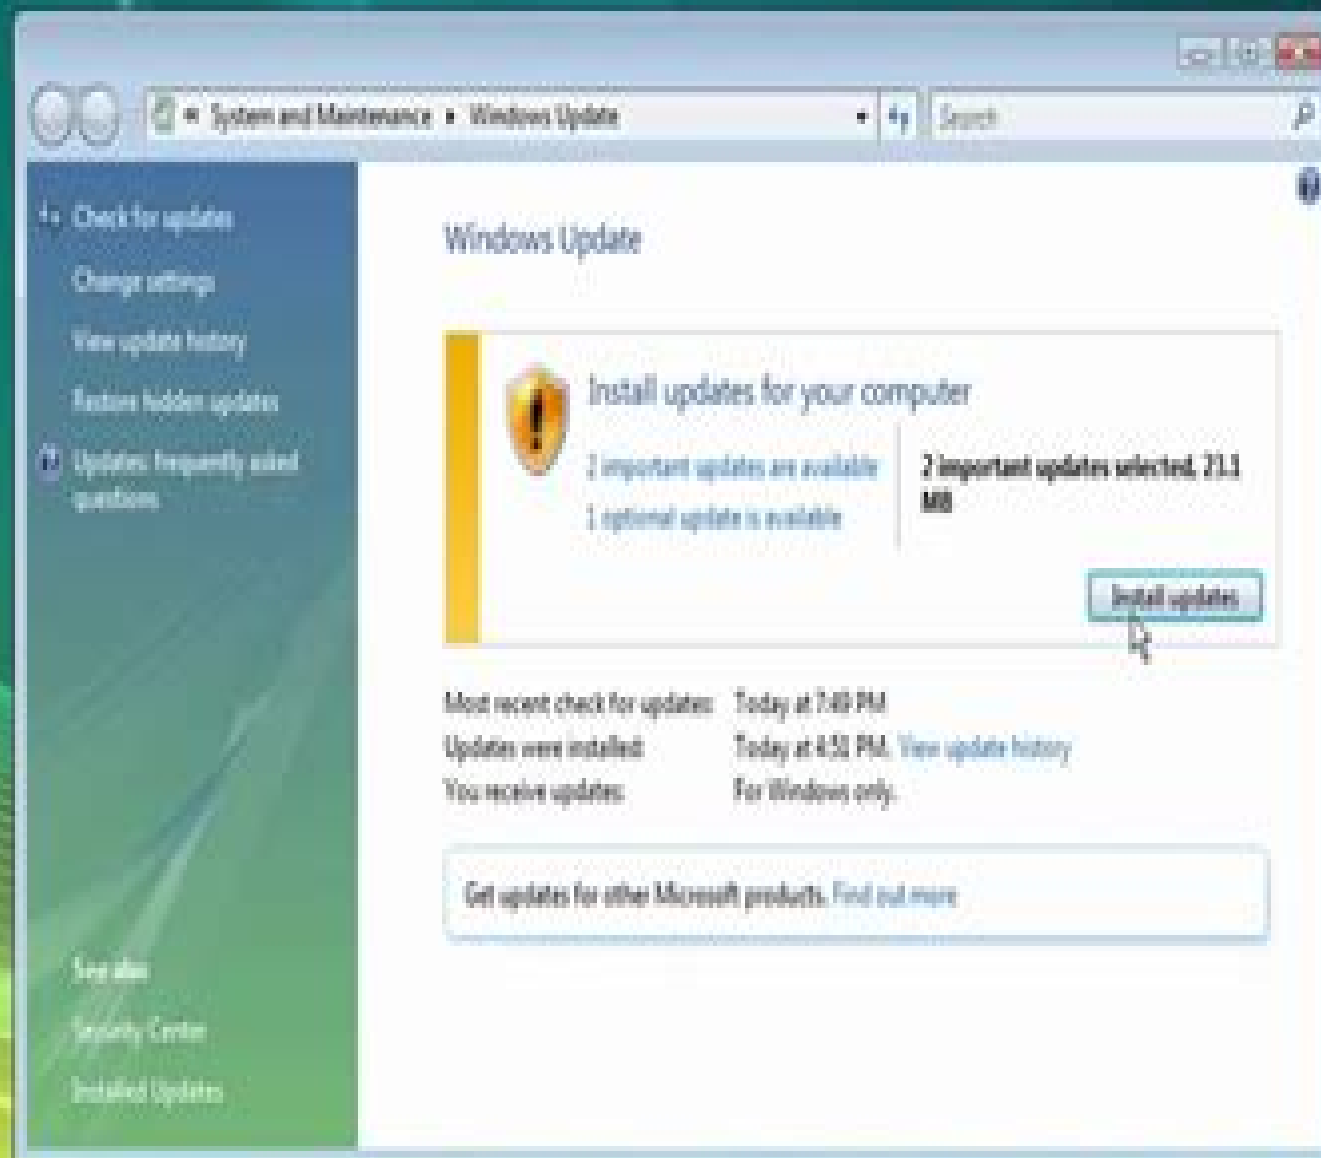 « System and Maintenance ▸ Windows Update
Search
Check for updates
Change settings
View update history
Restore hidden updates
Updates: frequently asked
questions
See also
Security Center
Installed Updates
Windows Update
Install updates for your computer
2 important updates are available
1 optional update is available
2 important updates selected, 23.1
MB
Install updates
Most recent check for updates: Today at 7:49 PM
Updates were installed: Today at 4:51 PM. View update history
You receive updates: For Windows only.
Get updates for other Microsoft products. Find out more